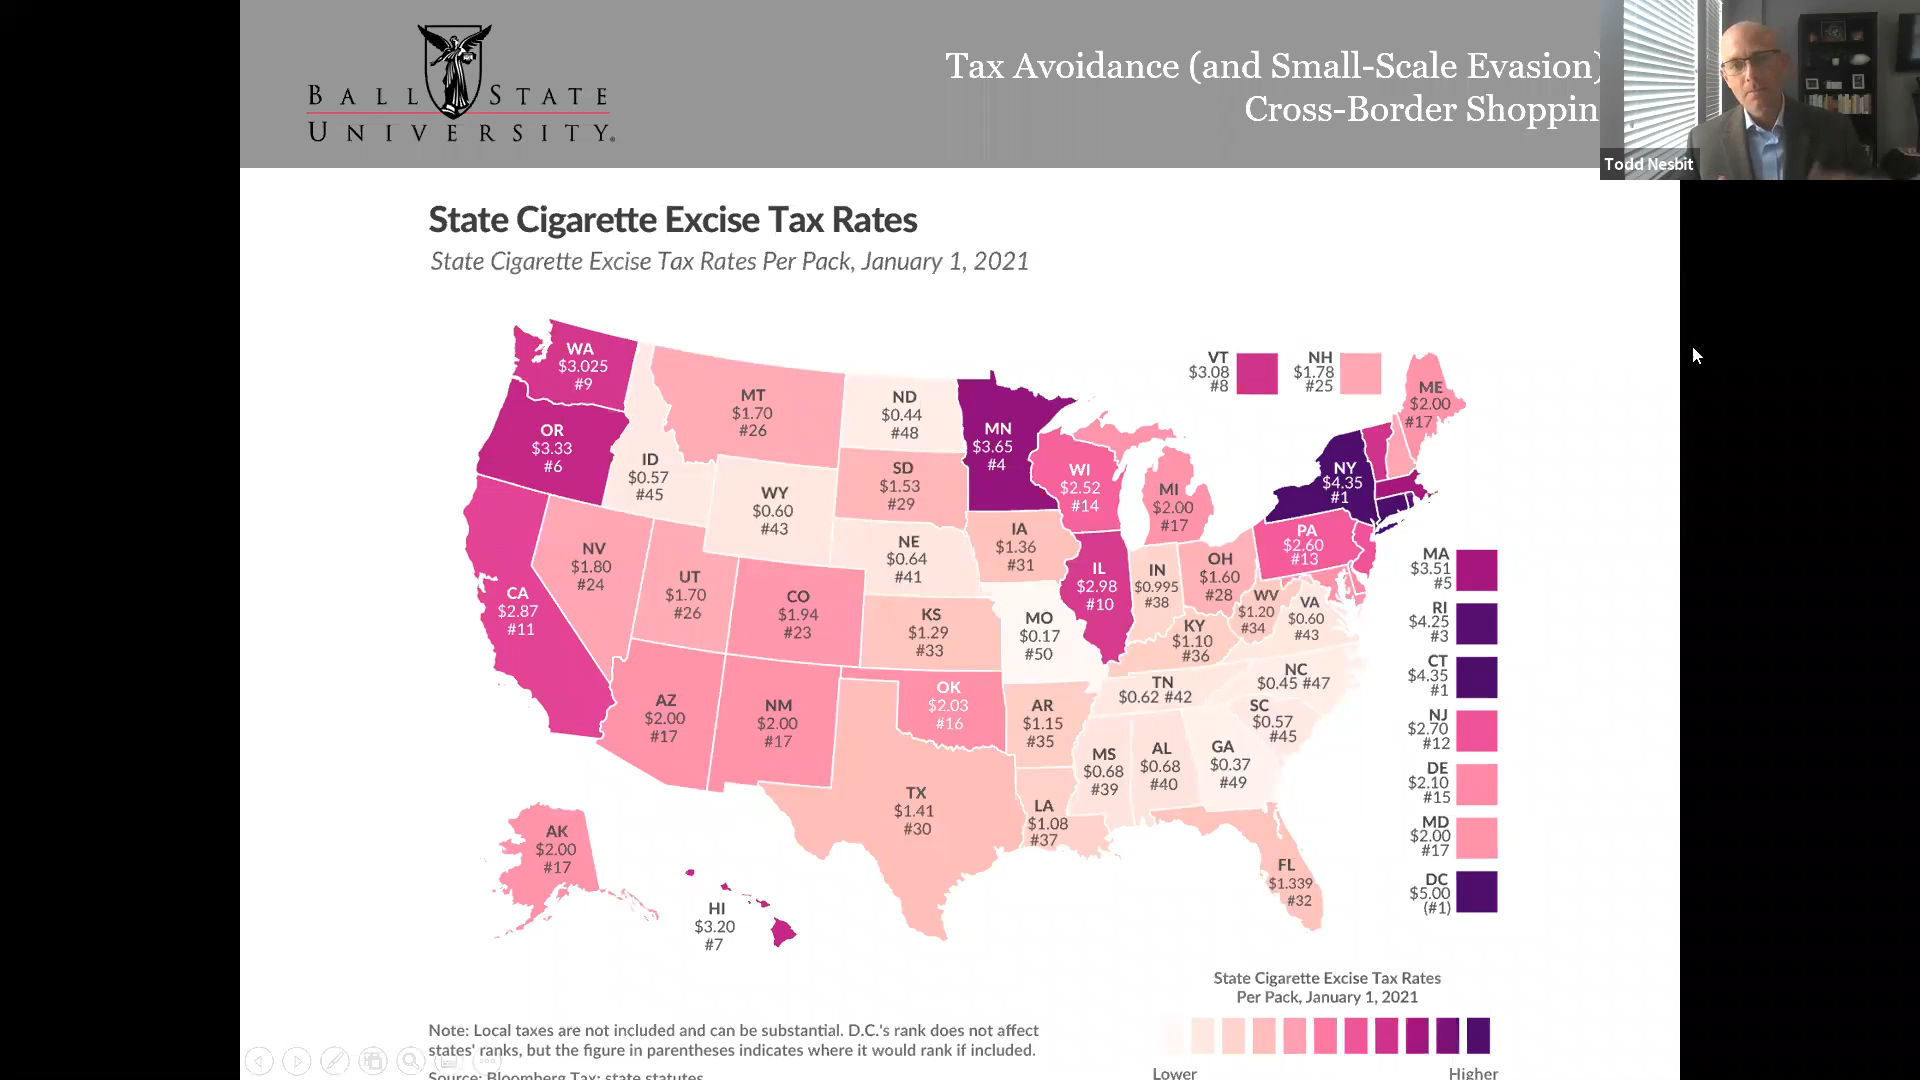 BALL STATE
UNIVERSITY®
Tax Avoidance (and Small-Scale Evasion)
Cross-Border Shoppin
Todd Nesbit
State Cigarette Excise Tax Rates
State Cigarette Excise Tax Rates Per Pack, January 1, 2021
WA
$3.025
#9
OR
$3.33
#6
CA
$2.87
#11
ID
$0.57
#45
NV
$1.80
#24
MT
$1.70
#26
WY
$0.60
#43
UT
$1.70
#26
CO
$1.94
#23
AZ
$2.00
#17
NM
$2.00
#17
ND
$0.44
#48
SD
$1.53
#29
NE
$0.64
#41
KS
$1.29
#33
OK
$2.03
#16
TX
$1.41
#30
MN
$3.65
#4
IA
$1.36
#31
MO
$0.17
#50
AR
$1.15
#35
LA
$1.08
#37
WI
$2.52
#14
IL
$2.98
#10
MI
$2.00
#17
IN
$0.995
#38
OH
$1.60
#28
KY
$1.10
#36
WV
$1.20
#34
VA
$0.60
#43
TN
$0.62 #42
NC
$0.45 #47
SC
$0.57
#45
MS
$0.68
#39
AL
$0.68
#40
GA
$0.37
#49
FL
$1.339
#32
PA
$2.60
#13
NY
$4.35
#1
VT
$3.08
#8
NH
$1.78
#25
ME
$2.00
#17
MA
$3.51
#5
RI
$4.25
#3
CT
$4.35
#1
NJ
$2.70
#12
DE
$2.10
#15
MD
$2.00
#17
DC
$5.00
(#1)
AK
$2.00
#17
HI
$3.20
#7
State Cigarette Excise Tax Rates
Per Pack, January 1, 2021
Lower
Higher
Note: Local taxes are not included and can be substantial. D.C.'s rank does not affect
states' ranks, but the figure in parentheses indicates where it would rank if included.
Source: Bloomberg Tax; state statutes.